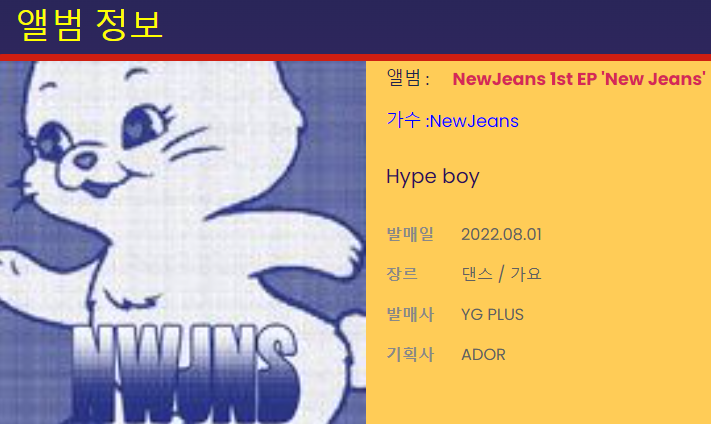 앨범 정보
앨범 : NewJeans 1st EP 'New Jeans'
가수 :NewJeans
Hype boy
발매일 2022.08.01
장르 댄스 / 가요
발매사 YG PLUS
기획사 ADOR
NWJNS